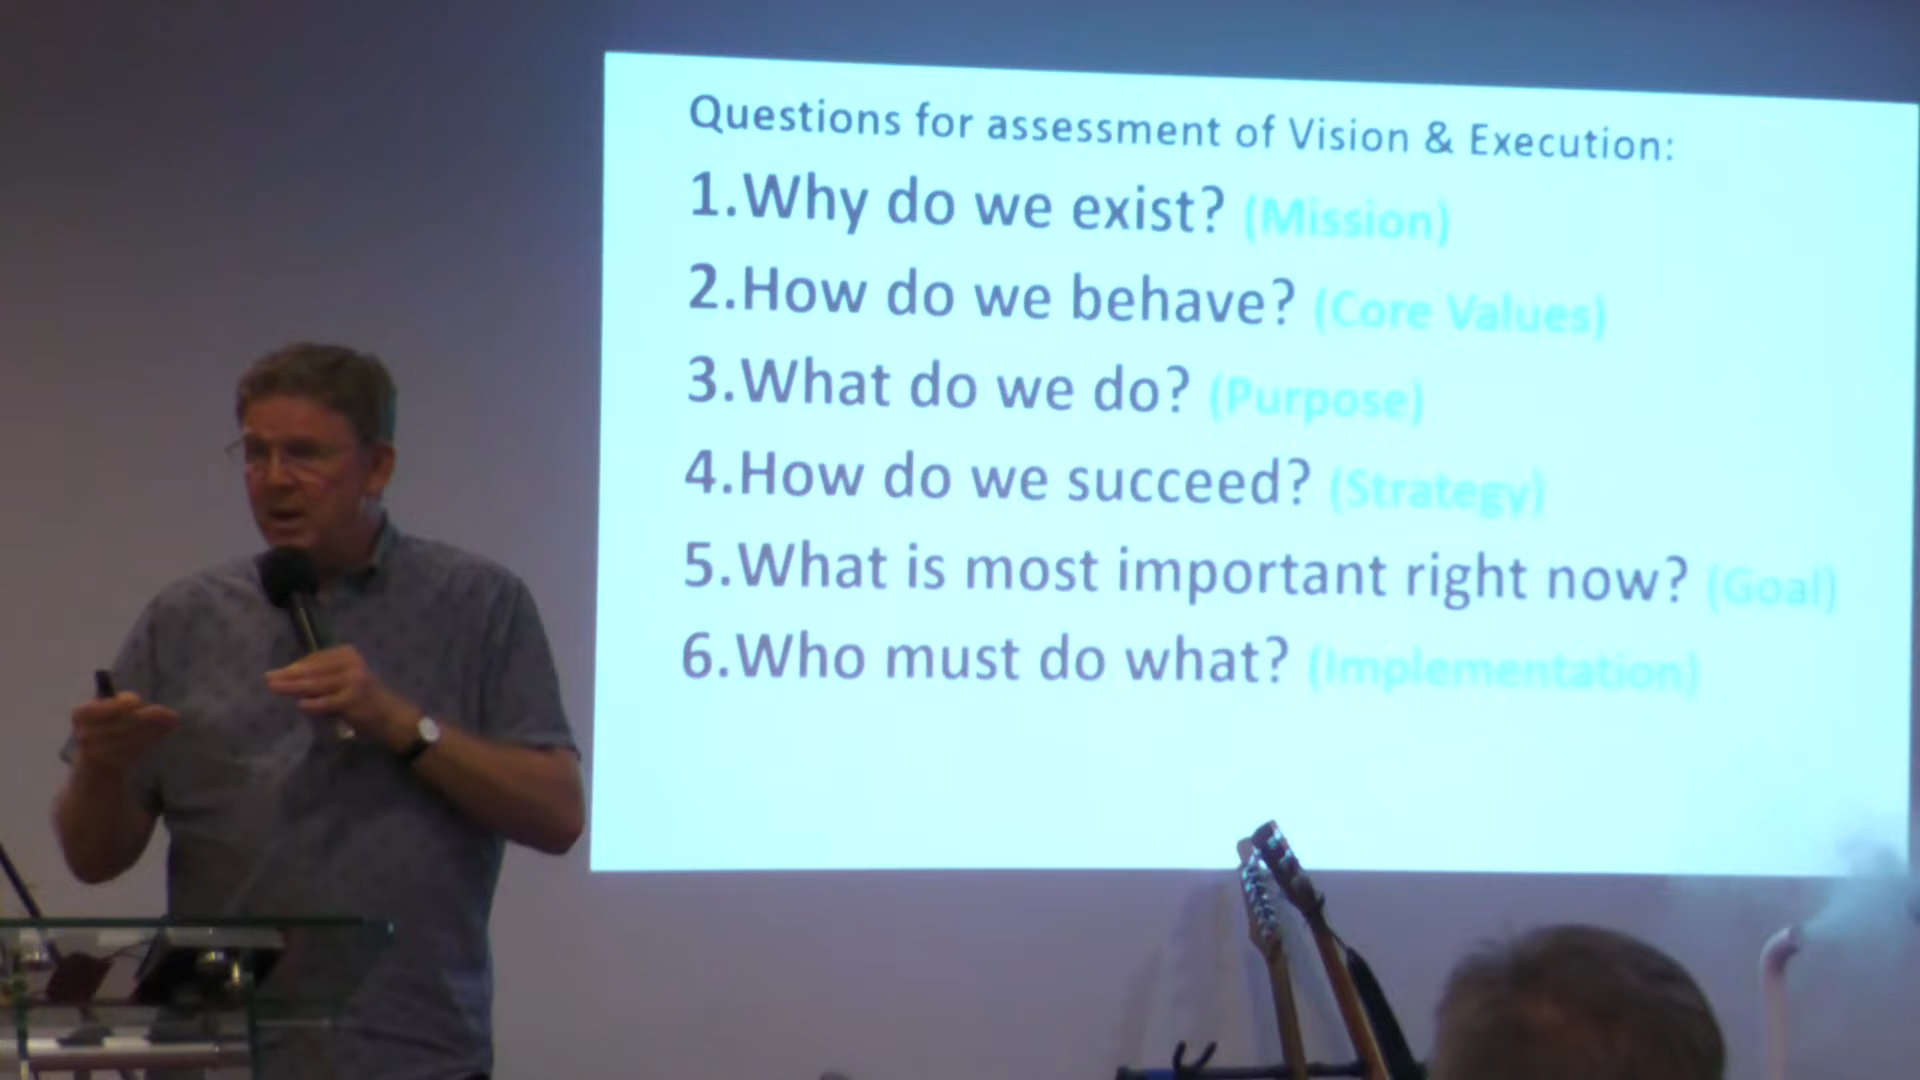 Questions for assessment of Vision & Execution:
1.Why do we exist? (Mission)
2.How do we behave? (Core Values)
3.What do we do? (Purpose)
4.How do we succeed? (Strategy)
5.What is most important right now? (Goal)
6.Who must do what? (Implementation)